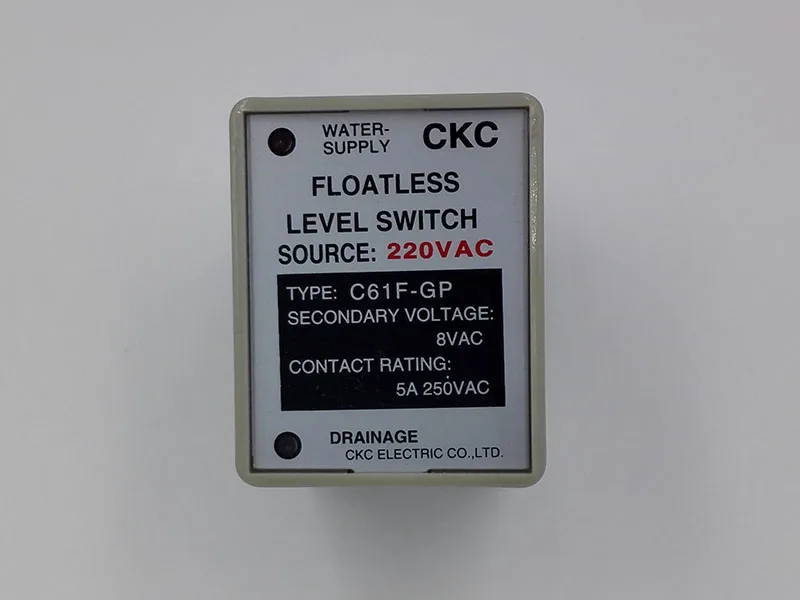 WATER-
SUPPLY
CKC
FLOATLESS
LEVEL SWITCH
SOURCE: 220VAC
TYPE: C61F-GP
SECONDARY VOLTAGE:
8VAC
CONTACT RATING:
5A 250VAC
DRAINAGE
CKC ELECTRIC CO.,LTD.